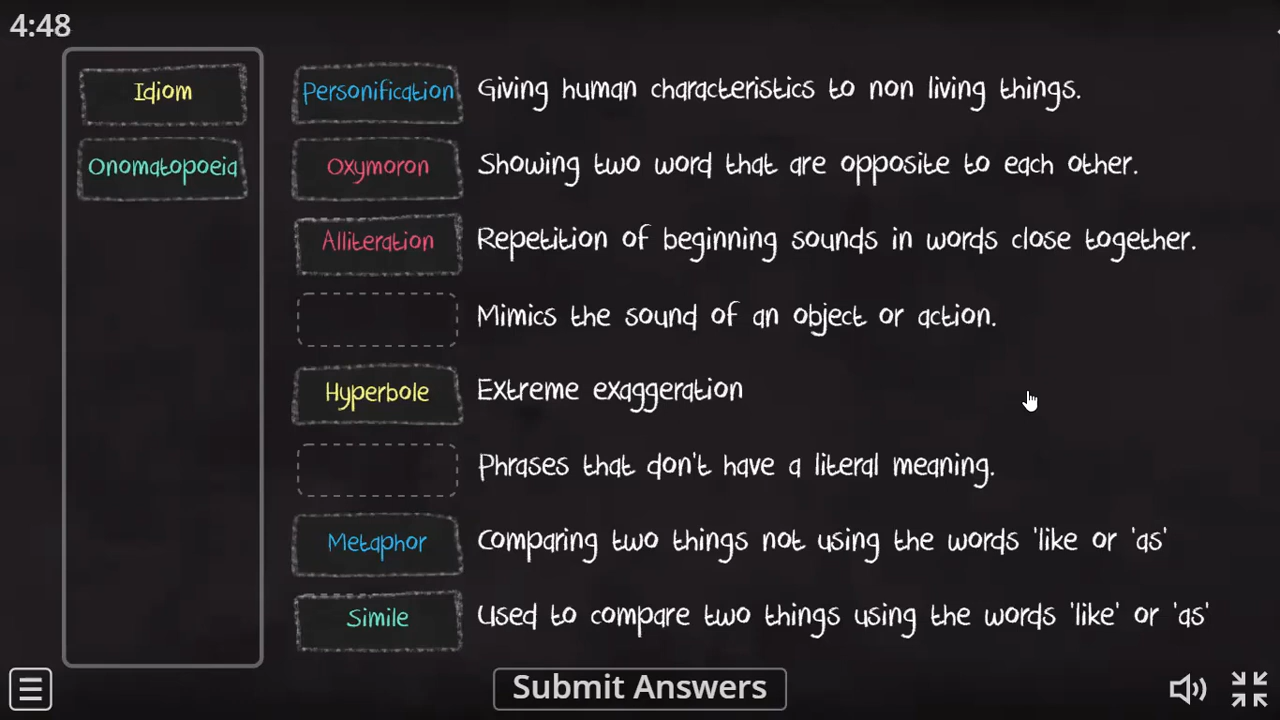 4:48
Idiom
Onomatopoeia
Personification Giving human characteristics to non living things.
Oxymoron Showing two word that are opposite to each other.
Alliteration Repetition of beginning sounds in words close together.
Mimics the sound of an object or action.
Hyperbole Extreme exaggeration
Phrases that don't have a literal meaning.
Metaphor Comparing two things not using the words 'like or 'as'
Simile Used to compare two things using the words 'like' or 'as'
Submit Answers